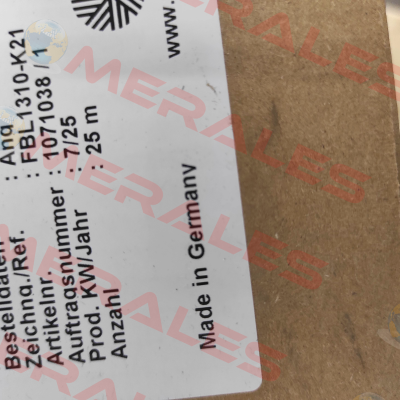 Bestelldaten : Ang
Zeichng./Ref. : FBL1310-K21
Artikelnr. : 1071038 /1
Auftragsnummer : 7/25
Prod. KW/Jahr : 25 m
Anzahl
www.
Made in Germany
MERALES
MERALES
MERALES